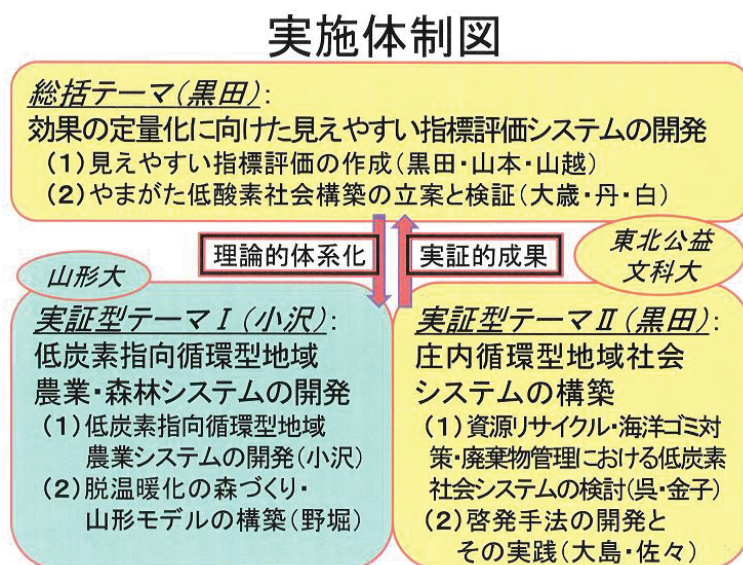 実施体制図
総括テーマ(黒田):
効果の定量化に向けた見えやすい指標評価システムの開発
(1)見えやすい指標評価の作成(黒田・山本・山越)
(2)やまがた低酸素社会構築の立案と検証(大歳・丹・白)
理論的体系化
実証的成果
山形大
東北公益
文科大
実証型テーマⅠ(小沢):
低炭素指向循環型地域
農業・森林システムの開発
(1)低炭素指向循環型地域
農業システムの開発(小沢)
(2)脱温暖化の森づくり・
山形モデルの構築(野堀)
実証型テーマⅡ(黒田):
庄内循環型地域社会
システムの構築
(1)資源リサイクル・海洋ゴミ対
策・廃棄物管理における低炭素
社会システムの検討(呉・金子)
(2)啓発手法の開発と
その実践(大島・佐々)